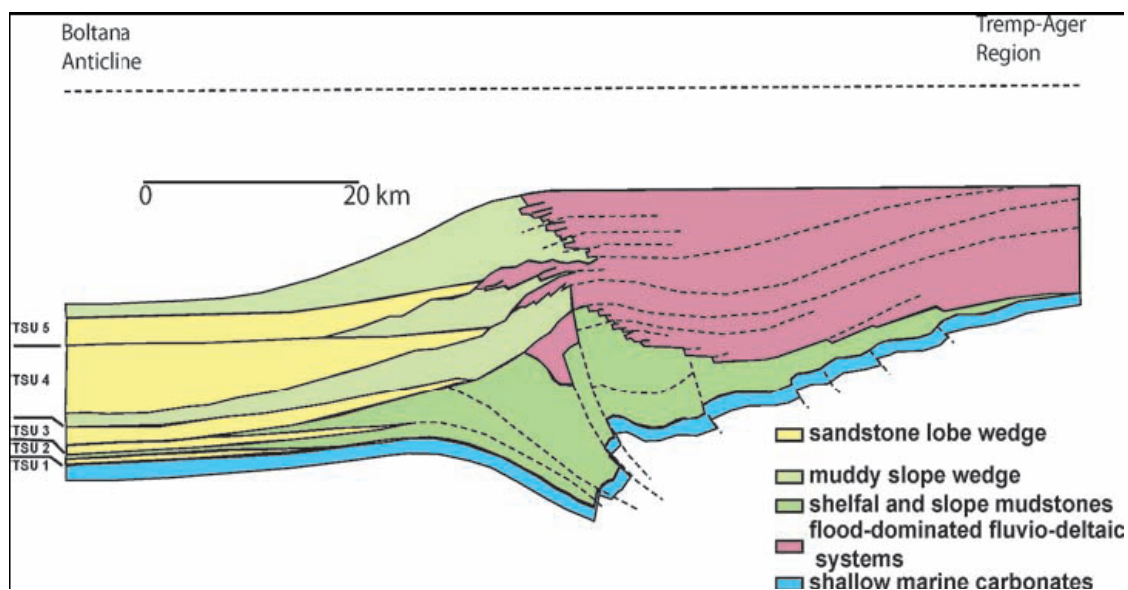 Boltana
Anticline
Tremp-Ager
Region
0 20 km
TSU 5
TSU 4
TSU 3
TSU 2
TSU 1
sandstone lobe wedge
muddy slope wedge
shelfal and slope mudstones
flood-dominated fluvio-deltaic
systems
shallow marine carbonates